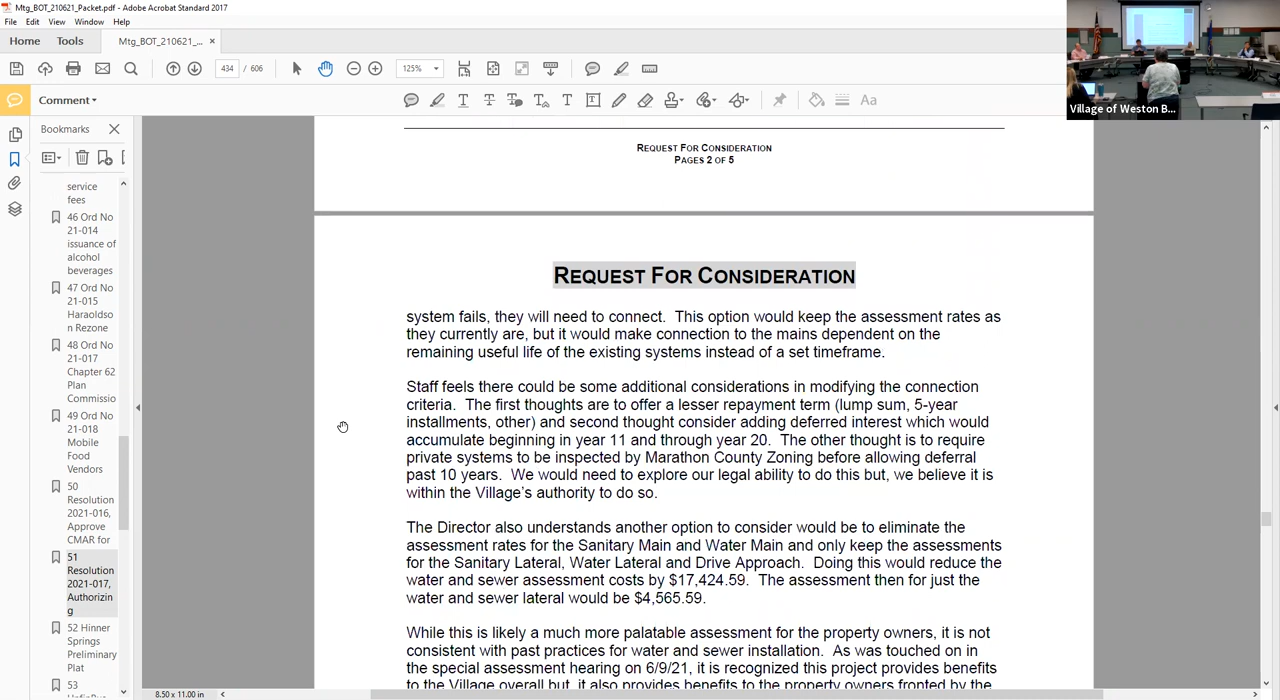 Mtg_BOT_210621_Packet.pdf - Adobe Acrobat Standard 2017
File Edit View Window Help
Home Tools Mtg_BOT_210621_... ×
434 / 606 125%
Comment
Bookmarks
service
fees
46 Ord No
21-014
issuance of
alcohol
beverages
47 Ord No
21-015
Haraoldso
n Rezone
48 Ord No
21-017
Chapter 62
Plan
Commissio
49 Ord No
21-018
Mobile
Food
Vendors
50
Resolution
2021-016,
Approve
CMAR for
51
Resolution
2021-017,
Authorizin
g
52 Hinner
Springs
Preliminary
Plat
53
8.50 x 11.00 in
REQUEST FOR CONSIDERATION
PAGES 2 OF 5
REQUEST FOR CONSIDERATION
system fails, they will need to connect. This option would keep the assessment rates as
they currently are, but it would make connection to the mains dependent on the
remaining useful life of the existing systems instead of a set timeframe.
Staff feels there could be some additional considerations in modifying the connection
criteria. The first thoughts are to offer a lesser repayment term (lump sum, 5-year
installments, other) and second thought consider adding deferred interest which would
accumulate beginning in year 11 and through year 20. The other thought is to require
private systems to be inspected by Marathon County Zoning before allowing deferral
past 10 years. We would need to explore our legal ability to do this but, we believe it is
within the Village's authority to do so.
The Director also understands another option to consider would be to eliminate the
assessment rates for the Sanitary Main and Water Main and only keep the assessments
for the Sanitary Lateral, Water Lateral and Drive Approach. Doing this would reduce the
water and sewer assessment costs by $17,424.59. The assessment then for just the
water and sewer lateral would be $4,565.59.
While this is likely a much more palatable assessment for the property owners, it is not
consistent with past practices for water and sewer installation. As was touched on in
the special assessment hearing on 6/9/21, it is recognized this project provides benefits
to the Village overall but, it also provides benefits to the property owners fronted by the
Village of Weston B...